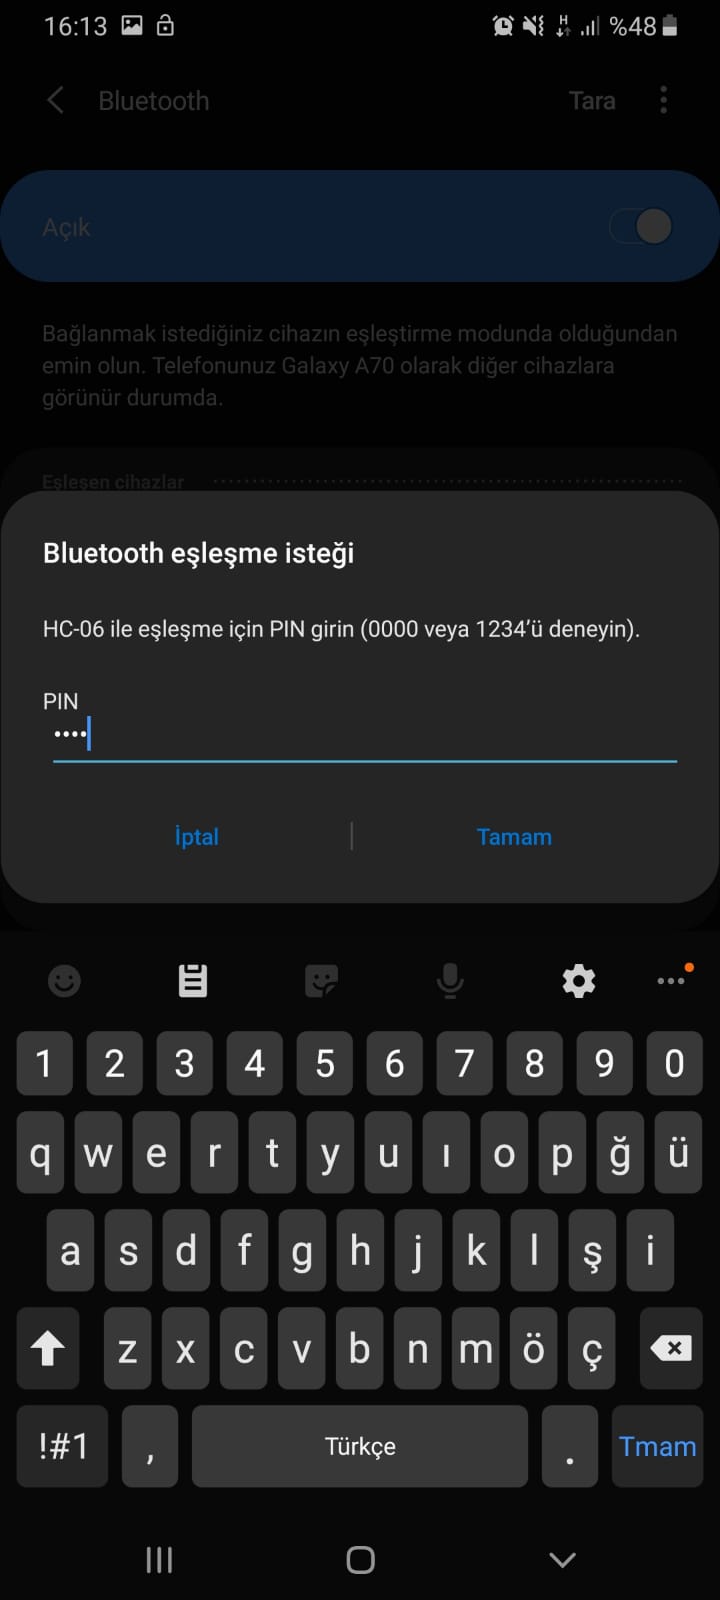 16:13 H %48
Bluetooth Tara
Açık
Bağlanmak istediğiniz cihazın eşleştirme modunda olduğundan
emin olun. Telefonunuz Galaxy A70 olarak diğer cihazlara
görünür durumda.
Eşleşen cihazlar
Bluetooth eşleşme isteği
HC-06 ile eşleşme için PIN girin (0000 veya 1234'ü deneyin).
PIN
••••
İptal Tamam
1 2 3 4 5 6 7 8 9 0
q w e r t y u ı o p ğ ü
a s d f g h j k l ş i
z x c v b n m ö ç
!#1 , Türkçe . Tmam